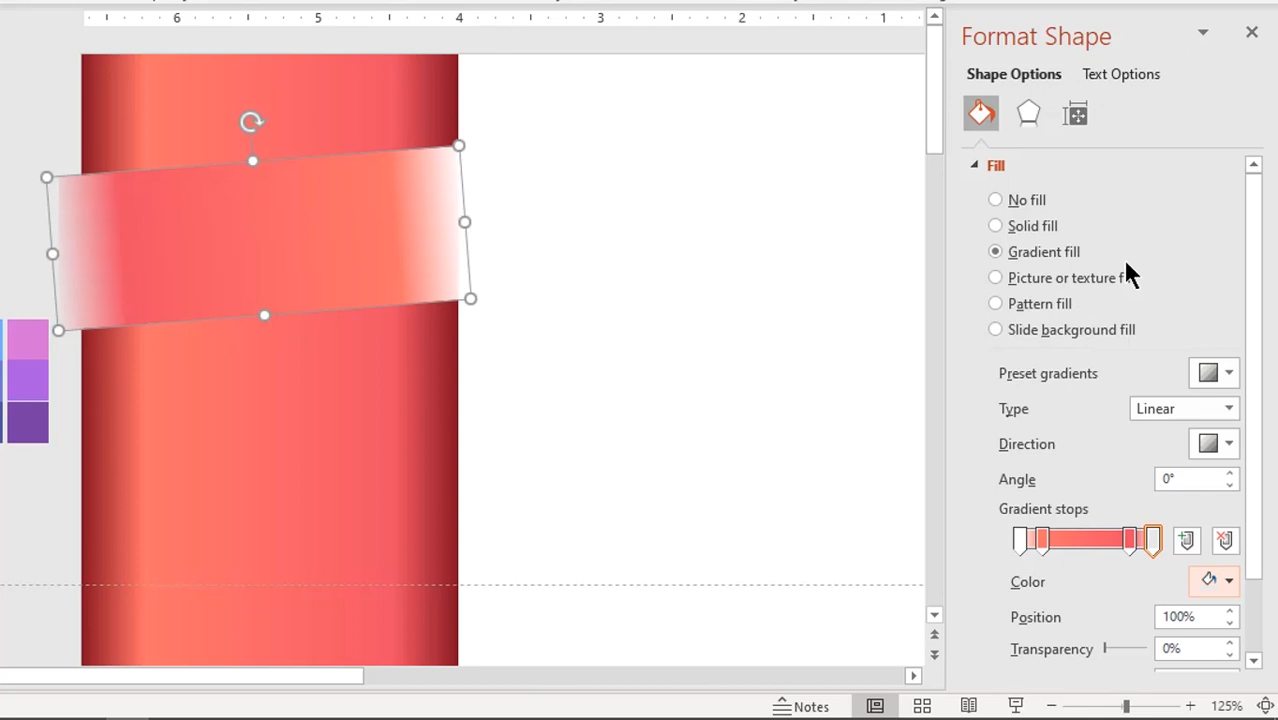 6 5 4 3 2 1
Format Shape
Shape Options Text Options
Fill
No fill
Solid fill
Gradient fill
Picture or texture f
Pattern fill
Slide background fill
Preset gradients
Type Linear
Direction
Angle 0°
Gradient stops
Color
Position 100%
Transparency 0%
Notes 125%